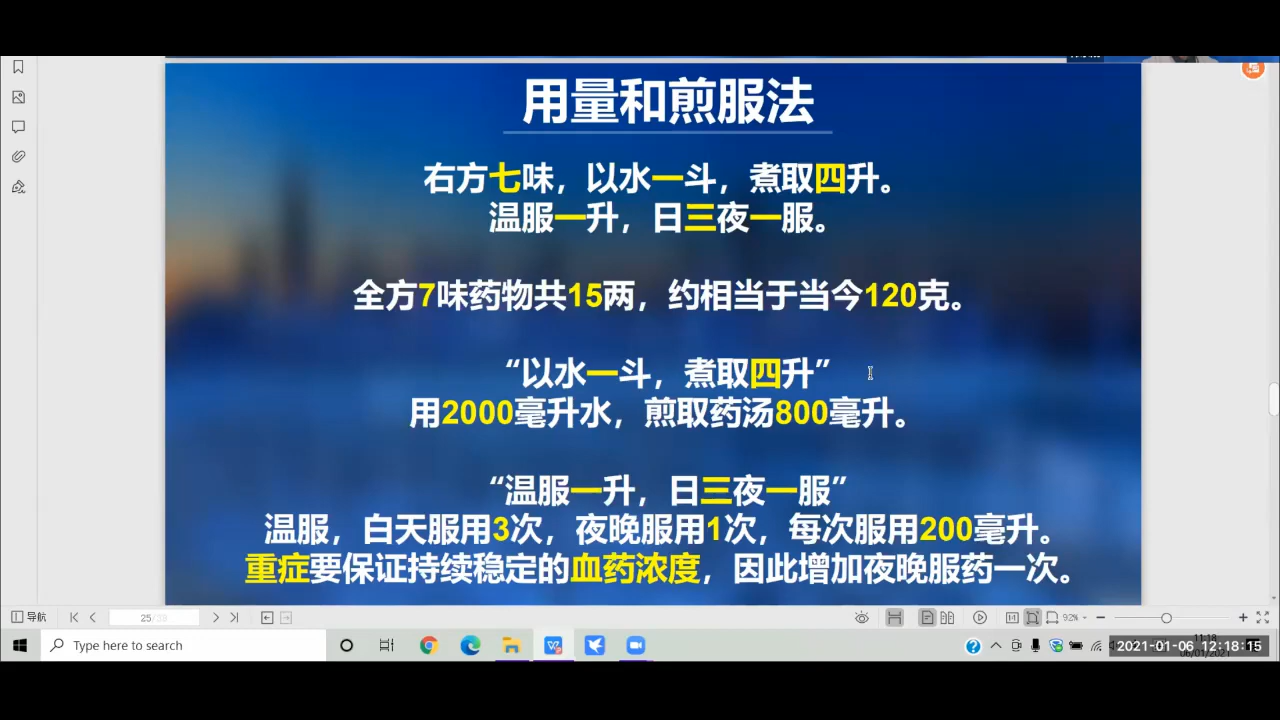 用量和煎服法
右方七味，以水一斗，煮取四升。
温服一升，日三夜一服。
全方7味药物共15两，约相当于当今120克。
“以水一斗，煮取四升”
用2000毫升水，煎取药汤800毫升。
“温服一升，日三夜一服”
温服，白天服用3次，夜晚服用1次，每次服用200毫升。
重症要保证持续稳定的血药浓度，因此增加夜晚服药一次。
导航
25
92%
Type here to search
2021-01-06 12:18:15